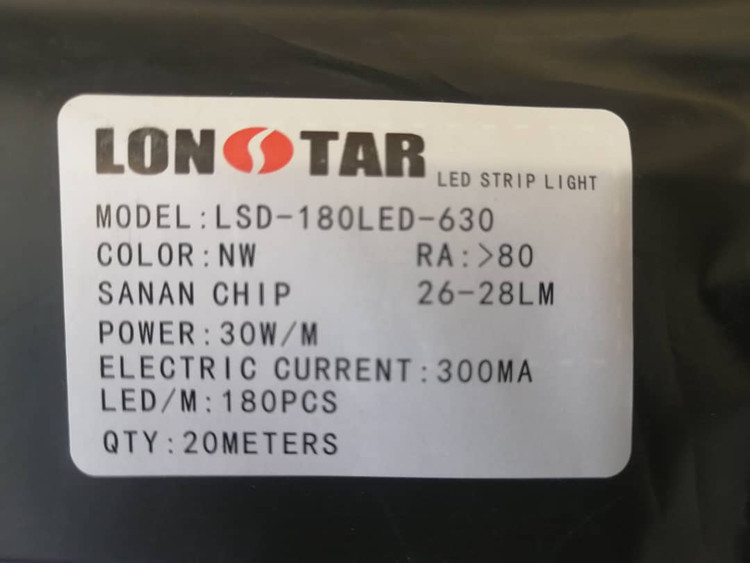 LONSTAR LED STRIP LIGHT
MODEL:LSD-180LED-630
COLOR:NW RA:>80
SANAN CHIP 26-28LM
POWER:30W/M
ELECTRIC CURRENT:300MA
LED/M:180PCS
QTY:20METERS